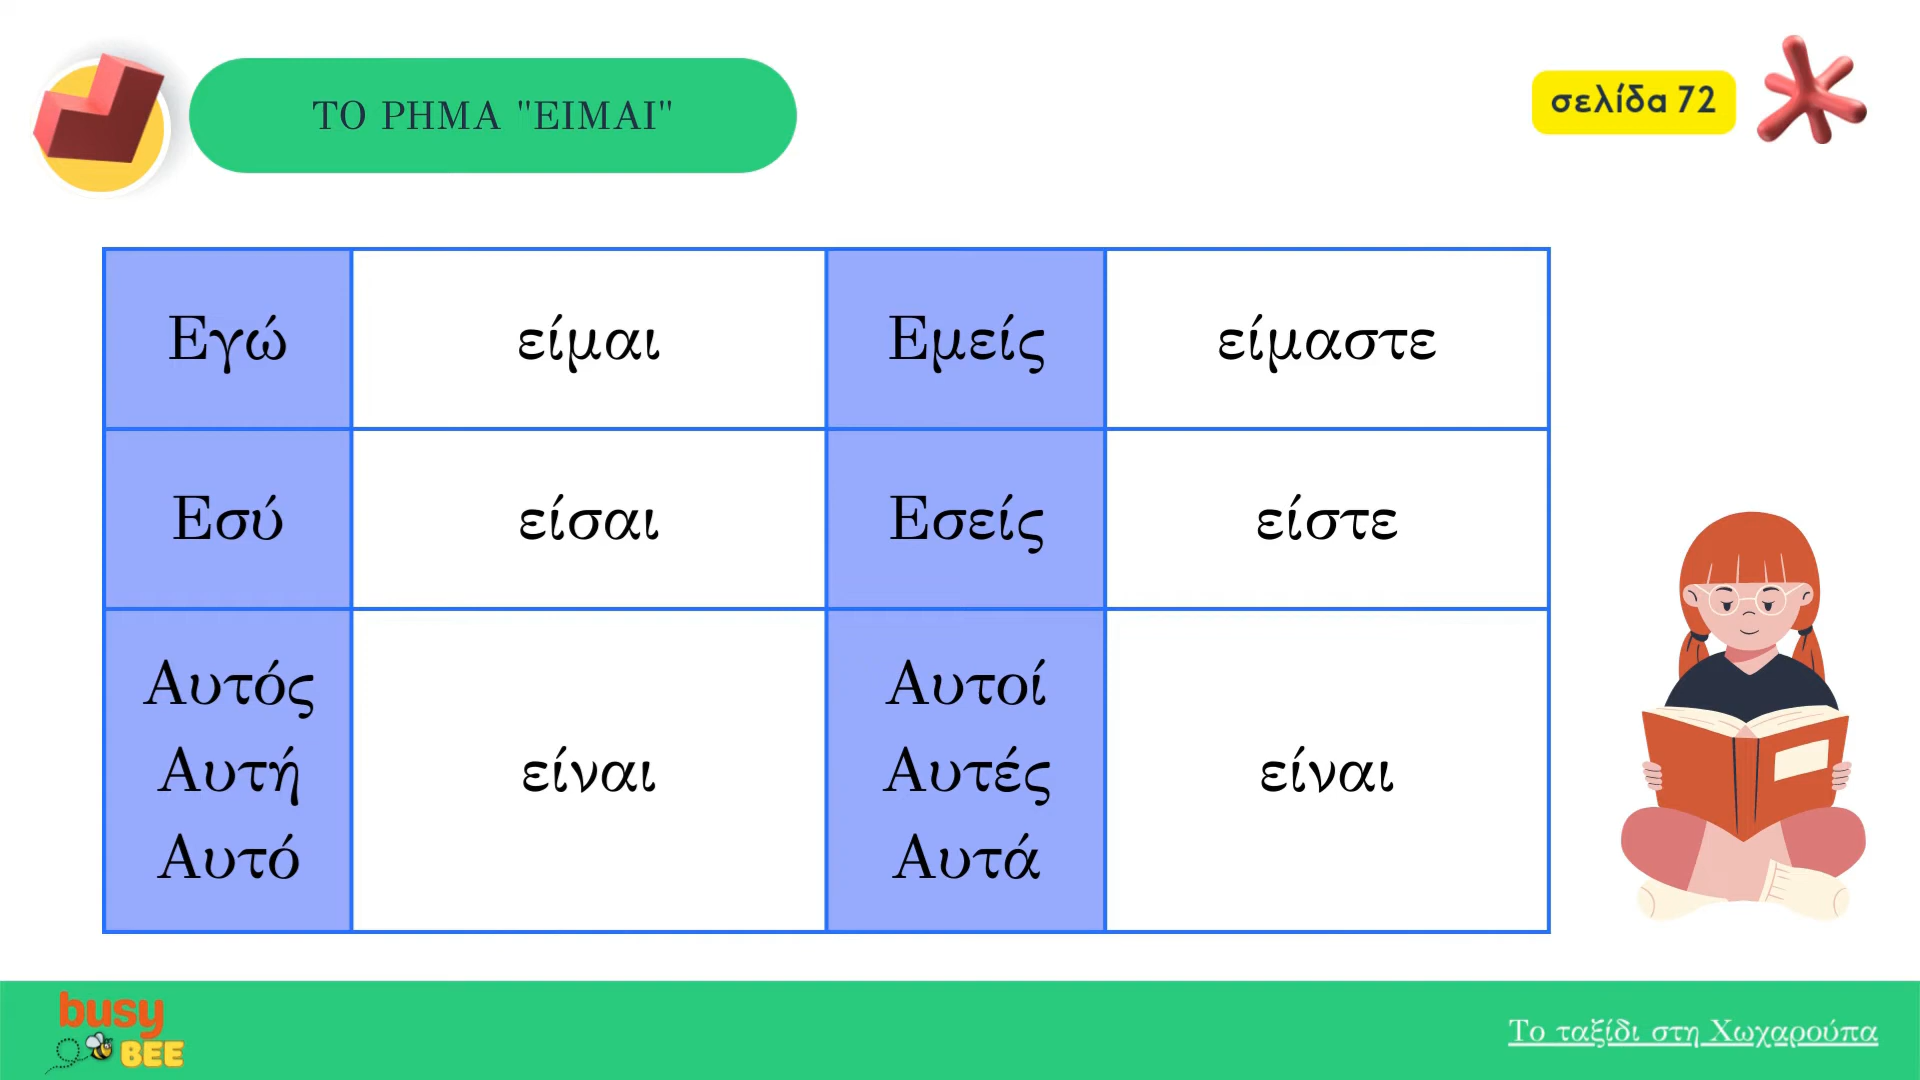 ΤΟ ΡΗΜΑ "ΕΙΜΑΙ"
σελίδα 72
Εγώ είμαι Εμείς είμαστε
Εσύ είσαι Εσείς είστε
Αυτός Αυτοί
Αυτή είναι Αυτές είναι
Αυτό Αυτά
busy
BEE
Το ταξίδι στη Χωχαρούπα